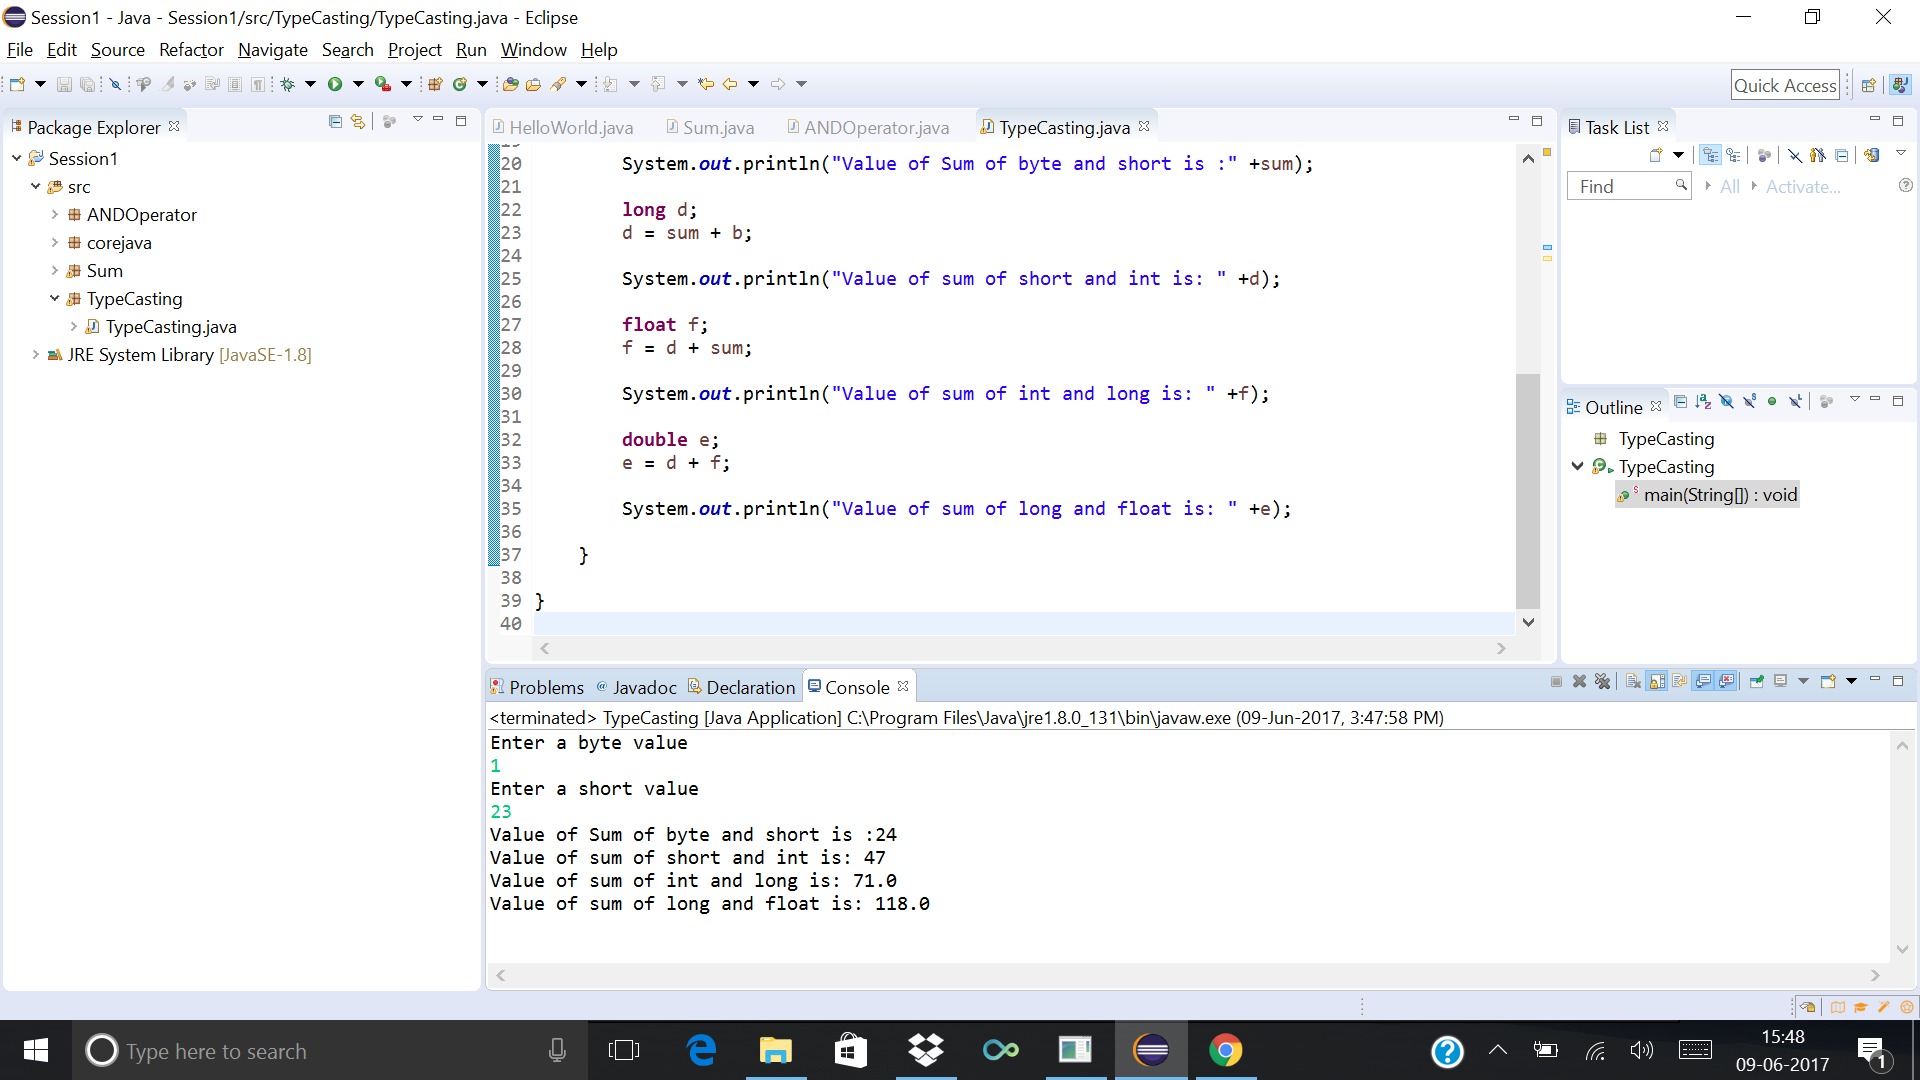 Session1 - Java - Session1/src/TypeCasting/TypeCasting.java - Eclipse
File Edit Source Refactor Navigate Search Project Run Window Help
Quick Access
Package Explorer
Session1
src
ANDOperator
corejava
Sum
TypeCasting
TypeCasting.java
JRE System Library [JavaSE-1.8]
HelloWorld.java Sum.java ANDOperator.java TypeCasting.java
20 System.out.println("Value of Sum of byte and short is :" +sum);
21
22 long d;
23 d = sum + b;
24
25 System.out.println("Value of sum of short and int is: " +d);
26
27 float f;
28 f = d + sum;
29
30 System.out.println("Value of sum of int and long is: " +f);
31
32 double e;
33 e = d + f;
34
35 System.out.println("Value of sum of long and float is: " +e);
36
37 }
38
39 }
40
Task List
Find All Activate...
Outline
TypeCasting
TypeCasting
main(String[]) : void
Problems @ Javadoc Declaration Console
<terminated> TypeCasting [Java Application] C:\Program Files\Java\jre1.8.0_131\bin\javaw.exe (09-Jun-2017, 3:47:58 PM)
Enter a byte value
1
Enter a short value
23
Value of Sum of byte and short is :24
Value of sum of short and int is: 47
Value of sum of int and long is: 71.0
Value of sum of long and float is: 118.0
Type here to search
15:48
09-06-2017
1